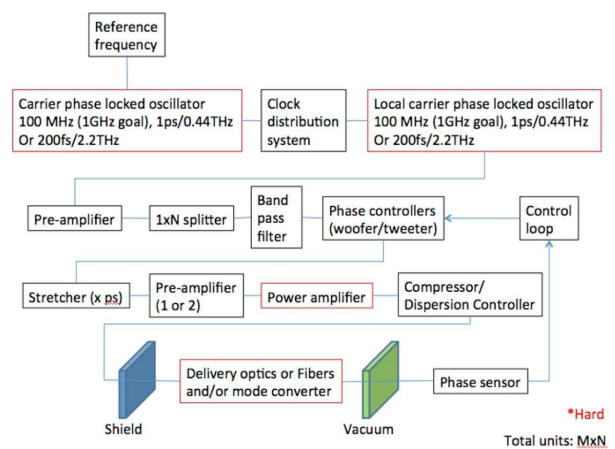 Reference
frequency
Carrier phase locked oscillator
100 MHz (1GHz goal), 1ps/0.44THz
Or 200fs/2.2THz
Clock
distribution
system
Local carrier phase locked oscillator
100 MHz (1GHz goal), 1ps/0.44THz
Or 200fs/2.2THz
Pre-amplifier
1xN splitter
Band
pass
filter
Phase controllers
(woofer/tweeter)
Control
loop
Stretcher (x ps)
Pre-amplifier
(1 or 2)
Power amplifier
Compressor/
Dispersion Controller
Delivery optics or Fibers
and/or mode converter
Phase sensor
Shield
Vacuum
*Hard
Total units: MxN